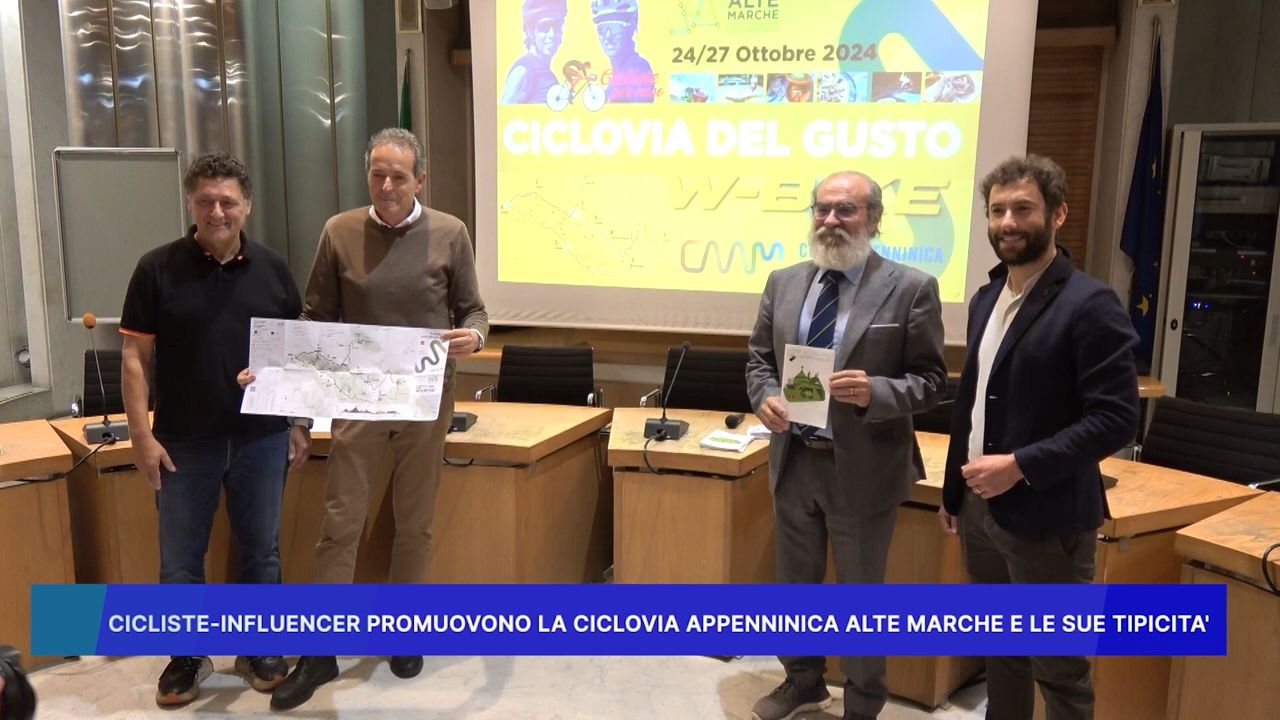 ALTE
MARCHE
24/27 Ottobre 2024
CICLOVIA DEL GUSTO
W-BIKE
CICLISTE-INFLUENCER PROMUOVONO LA CICLOVIA APPENNINICA ALTE MARCHE E LE SUE TIPICITA'